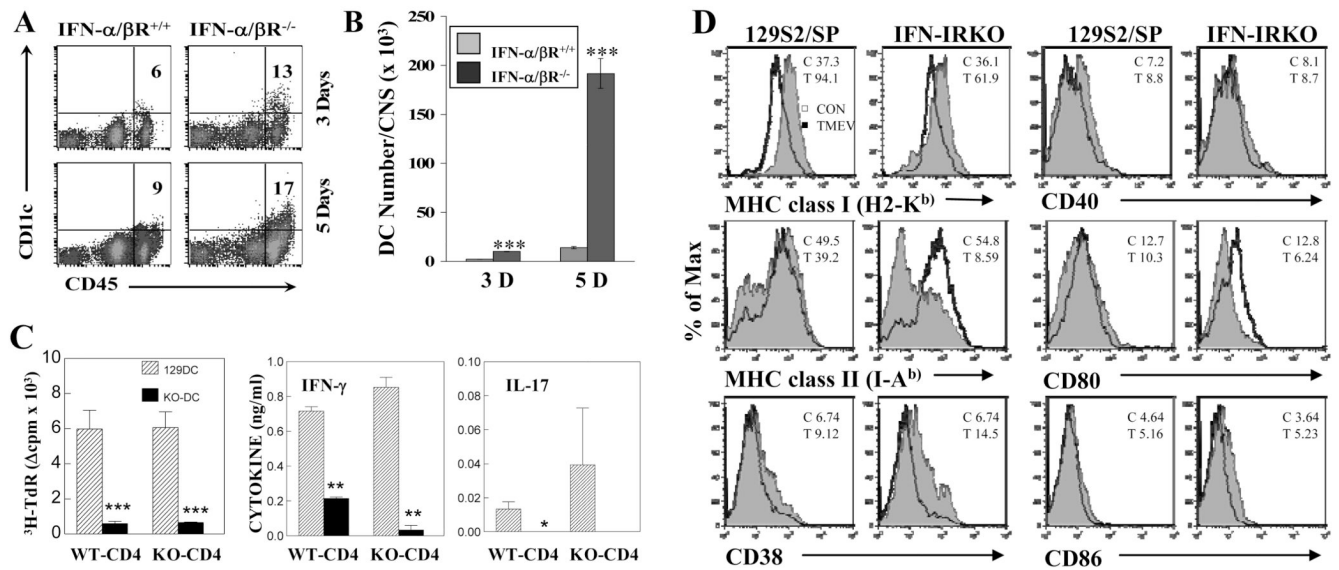 A
IFN-α/βR+/+ IFN-α/βR-/-
6 13
3 Days
9 17
5 Days
CD11c
CD45
B
DC Number/CNS (x 10³)
300
250
200
150
100
50
0
IFN-α/βR+/+
IFN-α/βR-/-
***
***
3 D 5 D
C
³H-TdR (Δcpm x 10³)
10
8
6
4
2
0
129DC
KO-DC
*** ***
WT-CD4 KO-CD4
CYTOKINE (ng/ml)
IFN-γ
1.0
0.8
0.6
0.4
0.2
0.0
** **
WT-CD4 KO-CD4
IL-17
0.10
0.08
0.06
0.04
0.02
0.00
*
WT-CD4 KO-CD4
D
129S2/SP IFN-IRKO 129S2/SP IFN-IRKO
C 37.3
T 94.1
CON
TMEV
C 36.1
T 61.9
C 7.2
T 8.8
C 8.1
T 8.7
MHC class I (H2-Kb) CD40
% of Max
C 49.5
T 39.2
C 54.8
T 8.59
C 12.7
T 10.3
C 12.8
T 6.24
MHC class II (I-Ab) CD80
C 6.74
T 9.12
C 6.74
T 14.5
C 4.64
T 5.16
C 3.64
T 5.23
CD38 CD86